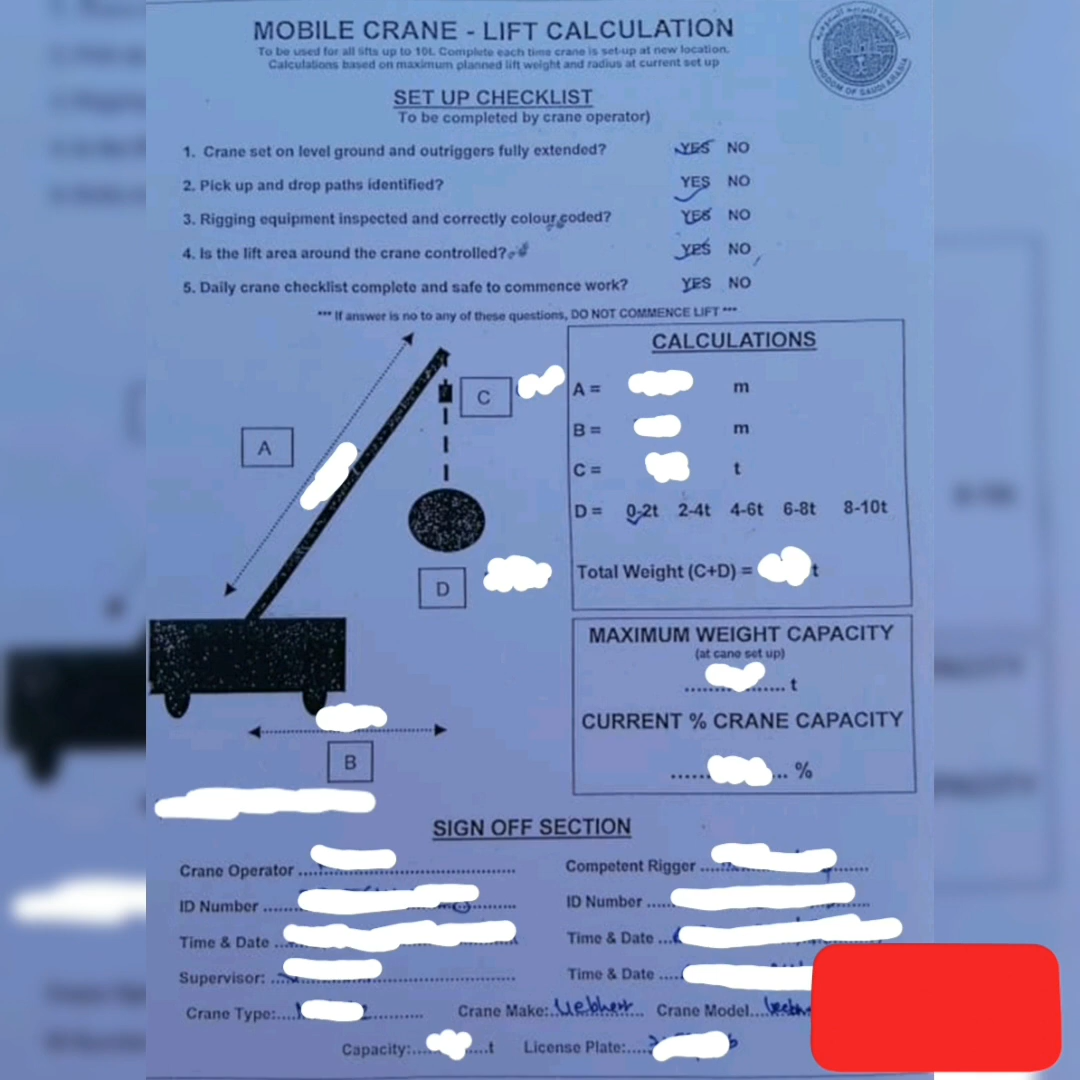 MOBILE CRANE - LIFT CALCULATION
To be used for all lifts up to 10t. Complete each time crane is set-up at new location.
Calculations based on maximum planned lift weight and radius at current set up
KINGDOM OF SAUDI ARABIA
SET UP CHECKLIST
To be completed by crane operator)
1. Crane set on level ground and outriggers fully extended? YES NO
2. Pick up and drop paths identified? YES NO
3. Rigging equipment inspected and correctly colour coded? YES NO
4. Is the lift area around the crane controlled? YES NO
5. Daily crane checklist complete and safe to commence work? YES NO
*** If answer is no to any of these questions, DO NOT COMMENCE LIFT ***
A
C
D
B
CALCULATIONS
A = m
B = m
C = t
D = 0-2t 2-4t 4-6t 6-8t 8-10t
Total Weight (C+D) = t
MAXIMUM WEIGHT CAPACITY
(at cane set up)
t
CURRENT % CRANE CAPACITY
%
SIGN OFF SECTION
Crane Operator
Competent Rigger
ID Number
ID Number
Time & Date
Time & Date
Supervisor:
Time & Date
Crane Type: Crane Make: Liebherr Crane Model
Capacity: t License Plate: